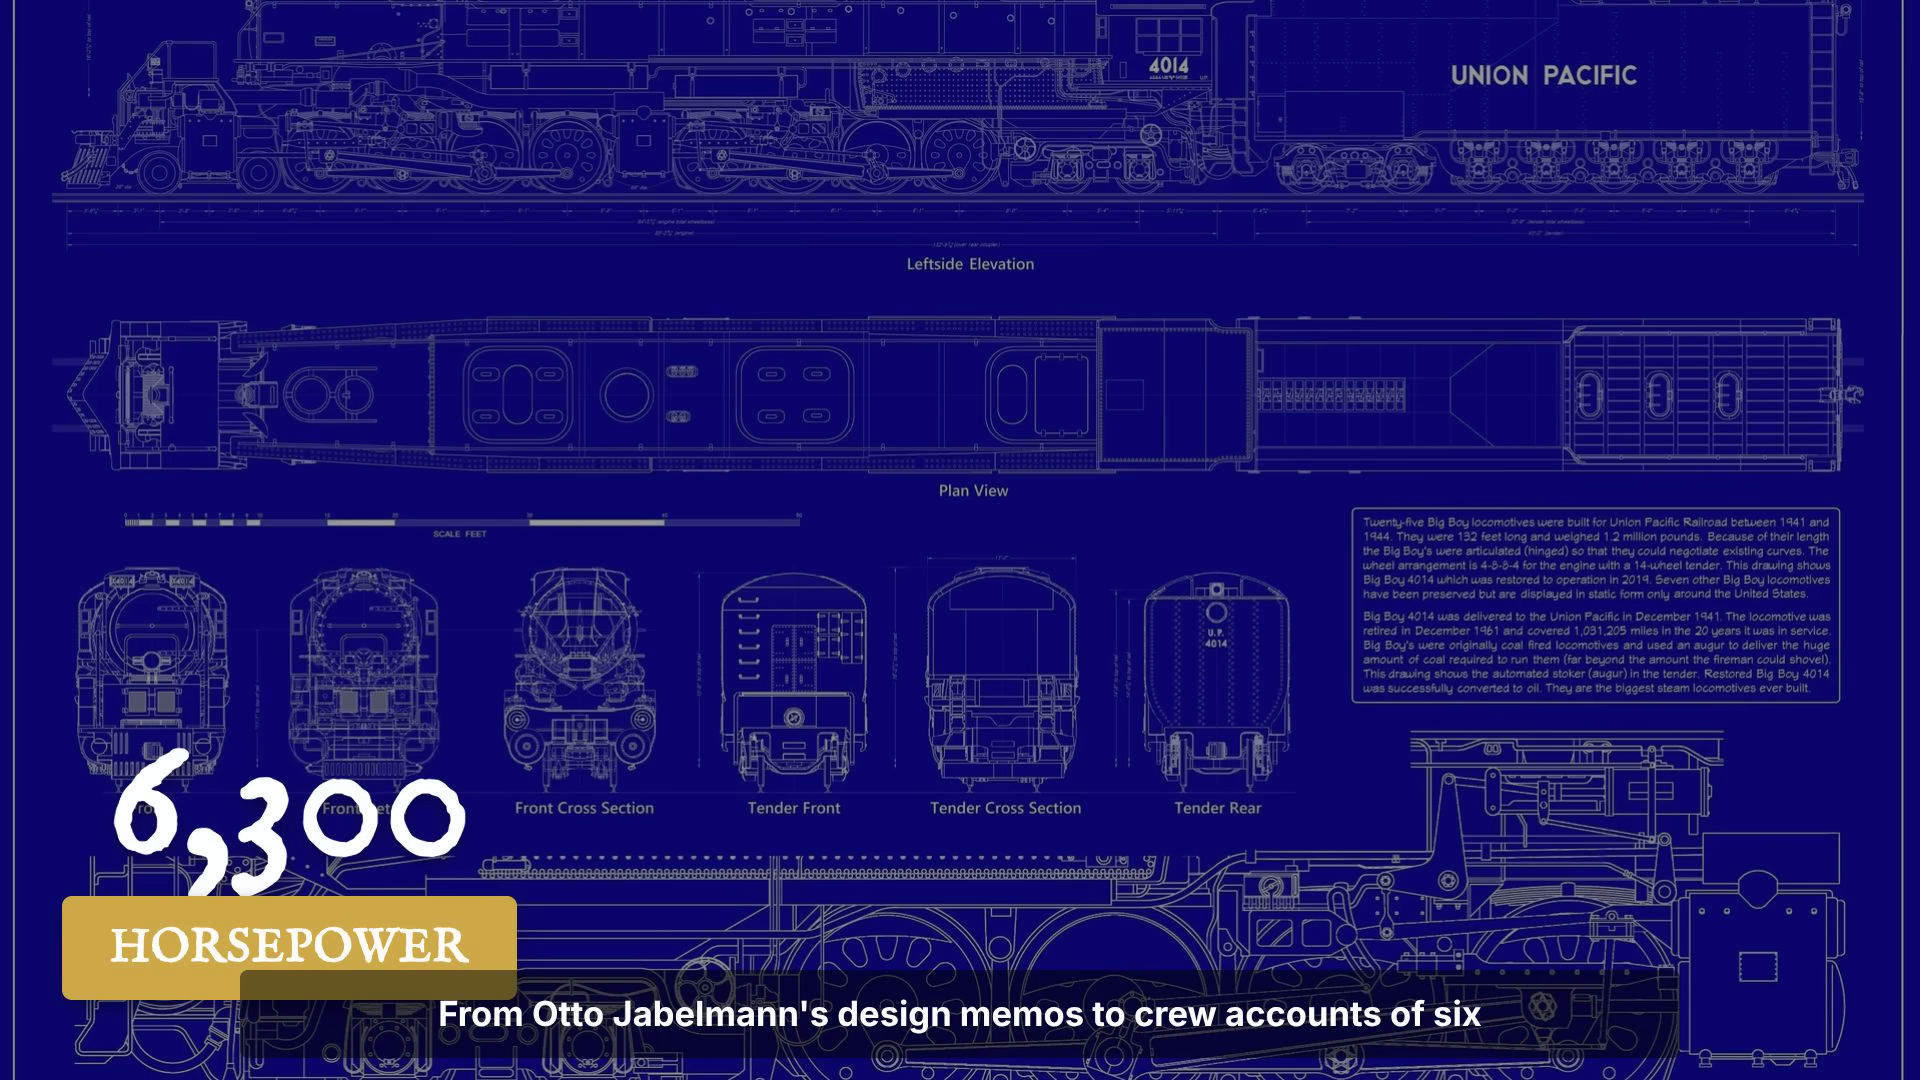 4014
UNION PACIFIC
Leftside Elevation
Plan View
SCALE FEET
Twenty-five Big Boy locomotives were built for Union Pacific Railroad between 1941 and
1944. They were 132 feet long and weighed 1.2 million pounds. Because of their length
the Big Boy's were articulated (hinged) so that they could negotiate existing curves. The
wheel arrangement is 4-8-8-4 for the engine with a 14-wheel tender. This drawing shows
Big Boy 4014 which was restored to operation in 2019. Seven other Big Boy locomotives
have been preserved but are displayed in static form only around the United States.
Big Boy 4014 was delivered to the Union Pacific in December 1941. The locomotive was
retired in December 1961 and covered 1,031,205 miles in the 20 years it was in service.
Big Boy's were originally coal fired locomotives and used an augur to deliver the huge
amount of coal required to run them (far beyond the amount the fireman could shovel).
This drawing shows the automated stoker (augur) in the tender. Restored Big Boy 4014
was successfully converted to oil. They are the biggest steam locomotives ever built.
U.P.
4014
Front Cross Section
Tender Front
Tender Cross Section
Tender Rear
6,300
HORSEPOWER
From Otto Jabelmann's design memos to crew accounts of six